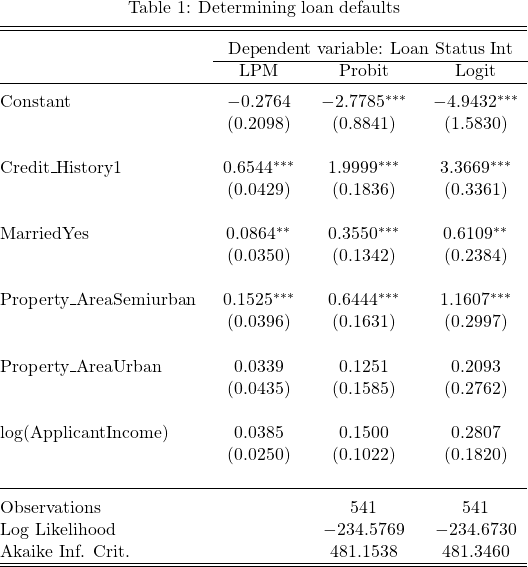 Table 1: Determining loan defaults
Dependent variable: Loan Status Int
LPM Probit Logit
Constant −0.2764 −2.7785*** −4.9432***
(0.2098) (0.8841) (1.5830)
Credit_History1 0.6544*** 1.9999*** 3.3669***
(0.0429) (0.1836) (0.3361)
MarriedYes 0.0864** 0.3550*** 0.6109**
(0.0350) (0.1342) (0.2384)
Property_AreaSemiurban 0.1525*** 0.6444*** 1.1607***
(0.0396) (0.1631) (0.2997)
Property_AreaUrban 0.0339 0.1251 0.2093
(0.0435) (0.1585) (0.2762)
log(ApplicantIncome) 0.0385 0.1500 0.2807
(0.0250) (0.1022) (0.1820)
Observations 541 541
Log Likelihood −234.5769 −234.6730
Akaike Inf. Crit. 481.1538 481.3460